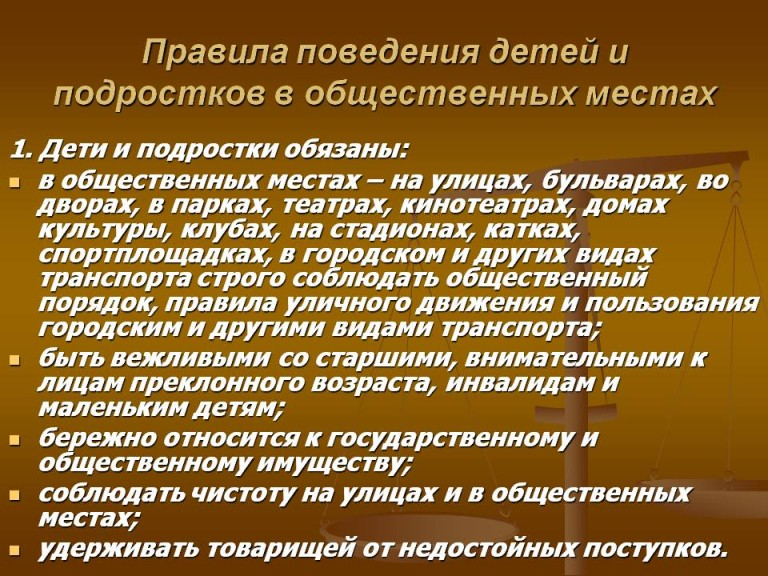 Правила поведения детей и
подростков в общественных местах
1. Дети и подростки обязаны:
в общественных местах – на улицах, бульварах, во
дворах, в парках, театрах, кинотеатрах, домах
культуры, клубах, на стадионах, катках,
спортплощадках, в городском и других видах
транспорта строго соблюдать общественный
порядок, правила уличного движения и пользования
городским и другими видами транспорта;
быть вежливыми со старшими, внимательными к
лицам преклонного возраста, инвалидам и
маленьким детям;
бережно относится к государственному и
общественному имуществу;
соблюдать чистоту на улицах и в общественных
местах;
удерживать товарищей от недостойных поступков.